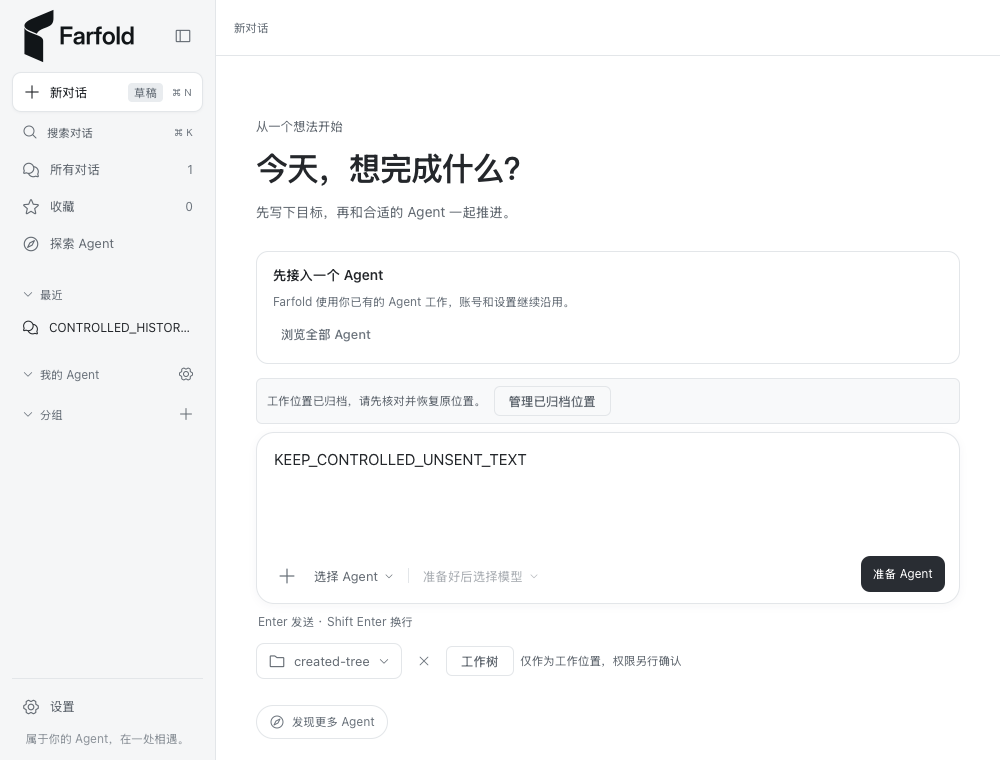 Farfold
新对话 草稿 ⌘ N
搜索对话 ⌘ K
所有对话 1
收藏 0
探索 Agent
最近
CONTROLLED_HISTOR...
我的 Agent
分组
设置
属于你的 Agent，在一处相遇。
新对话
从一个想法开始
今天，想完成什么?
先写下目标，再和合适的 Agent 一起推进。
先接入一个 Agent
Farfold 使用你已有的 Agent 工作，账号和设置继续沿用。
浏览全部 Agent
工作位置已归档，请先核对并恢复原位置。 管理已归档位置
KEEP_CONTROLLED_UNSENT_TEXT
选择 Agent 准备好后选择模型 准备 Agent
Enter 发送 · Shift Enter 换行
created-tree 工作树 仅作为工作位置，权限另行确认
发现更多 Agent